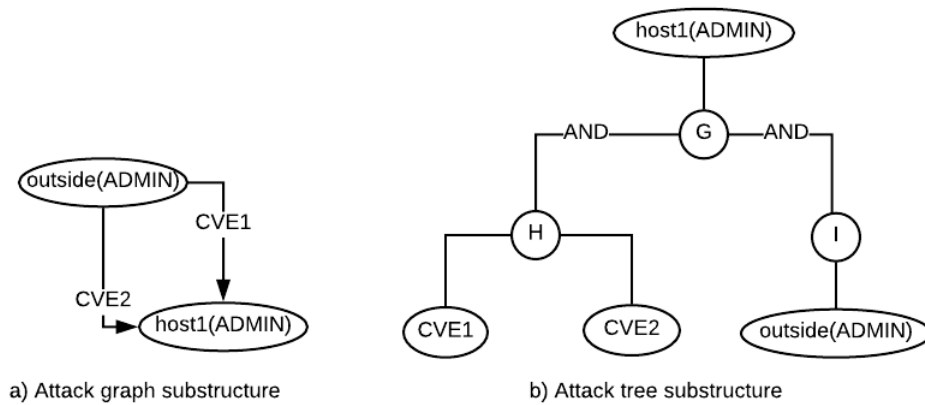 outside(ADMIN)
CVE1
CVE2
host1(ADMIN)
a) Attack graph substructure
host1(ADMIN)
AND
G
AND
H
I
CVE1
CVE2
outside(ADMIN)
b) Attack tree substructure